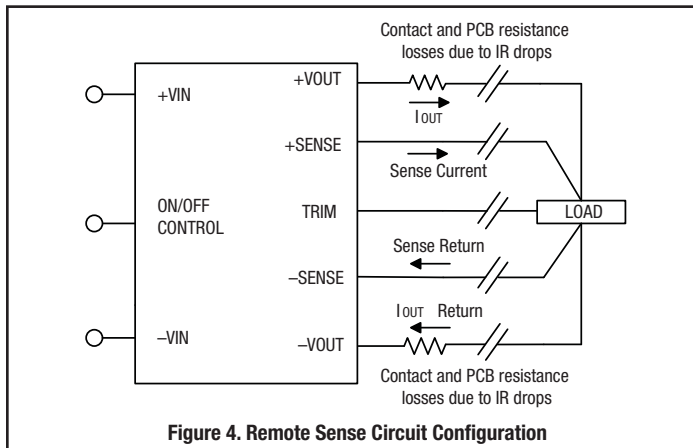 Contact and PCB resistance
losses due to IR drops
+VOUT
+VIN
IOUT
+SENSE
Sense Current
ON/OFF
CONTROL
TRIM
LOAD
Sense Return
–SENSE
IOUT Return
–VIN
–VOUT
Contact and PCB resistance
losses due to IR drops
Figure 4. Remote Sense Circuit Configuration